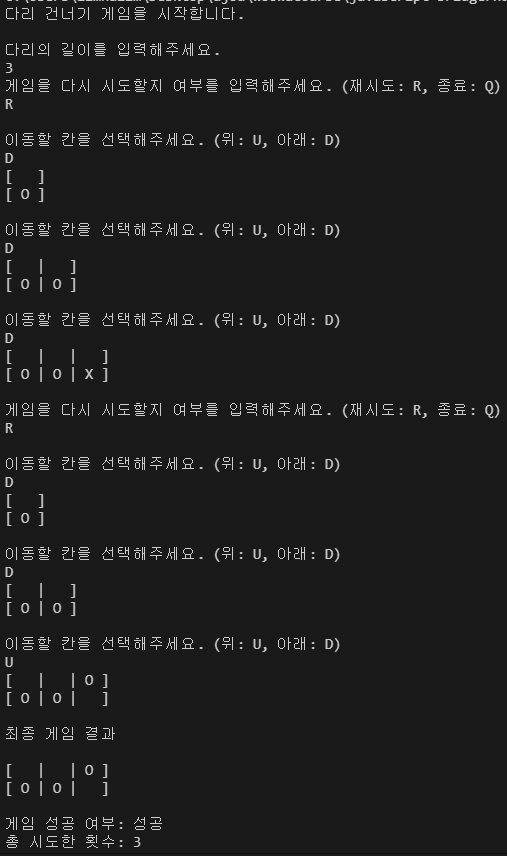 다리 건너기 게임을 시작합니다.
다리의 길이를 입력해주세요.
3
게임을 다시 시도할지 여부를 입력해주세요. (재시도: R, 종료: Q)
R
이동할 칸을 선택해주세요. (위: U, 아래: D)
D
[   ]
[ O ]
이동할 칸을 선택해주세요. (위: U, 아래: D)
D
[   |   ]
[ O | O ]
이동할 칸을 선택해주세요. (위: U, 아래: D)
D
[   |   |   ]
[ O | O | X ]
게임을 다시 시도할지 여부를 입력해주세요. (재시도: R, 종료: Q)
R
이동할 칸을 선택해주세요. (위: U, 아래: D)
D
[   ]
[ O ]
이동할 칸을 선택해주세요. (위: U, 아래: D)
D
[   |   ]
[ O | O ]
이동할 칸을 선택해주세요. (위: U, 아래: D)
U
[   |   | O ]
[ O | O |   ]
최종 게임 결과
[   |   | O ]
[ O | O |   ]
게임 성공 여부: 성공
총 시도한 횟수: 3